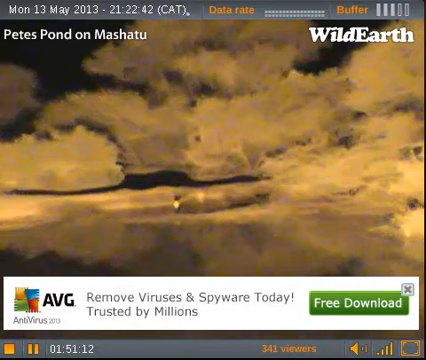 Mon 13 May 2013 - 21:22:42 (CAT)
Data rate
Buffer
Petes Pond on Mashatu
WildEarth
AVG.
AntiVirus 2013
Remove Viruses & Spyware Today!
Trusted by Millions
Free Download
01:51:12
341 viewers